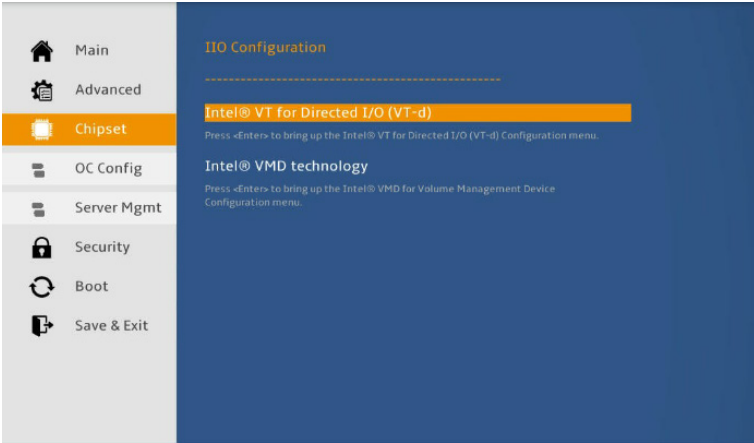 Main
Advanced
Chipset
OC Config
Server Mgmt
Security
Boot
Save & Exit
IIO Configuration
--------------------------------------------------
Intel® VT for Directed I/O (VT-d)
Press <Enter> to bring up the Intel® VT for Directed I/O (VT-d) Configuration menu.
Intel® VMD technology
Press <Enter> to bring up the Intel® VMD for Volume Management Device
Configuration menu.